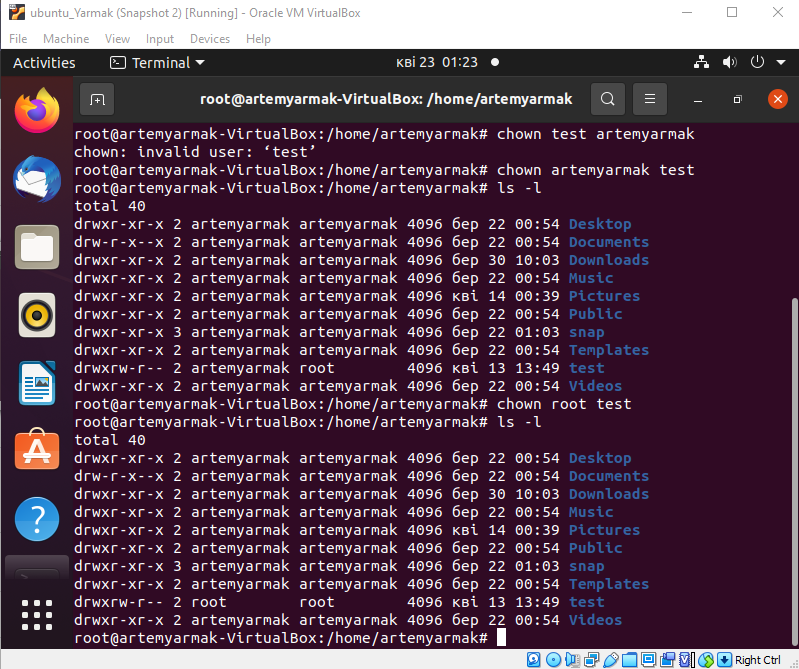 ubuntu_Yarmak (Snapshot 2) [Running] - Oracle VM VirtualBox
File Machine View Input Devices Help
Activities Terminal кві 23 01:23
root@artemyarmak-VirtualBox: /home/artemyarmak
root@artemyarmak-VirtualBox:/home/artemyarmak# chown test artemyarmak
chown: invalid user: ‘test’
root@artemyarmak-VirtualBox:/home/artemyarmak# chown artemyarmak test
root@artemyarmak-VirtualBox:/home/artemyarmak# ls -l
total 40
drwxr-xr-x 2 artemyarmak artemyarmak 4096 бер 22 00:54 Desktop
drw-r-x--x 2 artemyarmak artemyarmak 4096 бер 22 00:54 Documents
drwxr-xr-x 2 artemyarmak artemyarmak 4096 бер 30 10:03 Downloads
drwxr-xr-x 2 artemyarmak artemyarmak 4096 бер 22 00:54 Music
drwxr-xr-x 2 artemyarmak artemyarmak 4096 кві 14 00:39 Pictures
drwxr-xr-x 2 artemyarmak artemyarmak 4096 бер 22 00:54 Public
drwxr-xr-x 3 artemyarmak artemyarmak 4096 бер 22 01:03 snap
drwxr-xr-x 2 artemyarmak artemyarmak 4096 бер 22 00:54 Templates
drwxrw-r-- 2 artemyarmak root        4096 кві 13 13:49 test
drwxr-xr-x 2 artemyarmak artemyarmak 4096 бер 22 00:54 Videos
root@artemyarmak-VirtualBox:/home/artemyarmak# chown root test
root@artemyarmak-VirtualBox:/home/artemyarmak# ls -l
total 40
drwxr-xr-x 2 artemyarmak artemyarmak 4096 бер 22 00:54 Desktop
drw-r-x--x 2 artemyarmak artemyarmak 4096 бер 22 00:54 Documents
drwxr-xr-x 2 artemyarmak artemyarmak 4096 бер 30 10:03 Downloads
drwxr-xr-x 2 artemyarmak artemyarmak 4096 бер 22 00:54 Music
drwxr-xr-x 2 artemyarmak artemyarmak 4096 кві 14 00:39 Pictures
drwxr-xr-x 2 artemyarmak artemyarmak 4096 бер 22 00:54 Public
drwxr-xr-x 3 artemyarmak artemyarmak 4096 бер 22 01:03 snap
drwxr-xr-x 2 artemyarmak artemyarmak 4096 бер 22 00:54 Templates
drwxrw-r-- 2 root        root        4096 кві 13 13:49 test
drwxr-xr-x 2 artemyarmak artemyarmak 4096 бер 22 00:54 Videos
root@artemyarmak-VirtualBox:/home/artemyarmak#
Right Ctrl